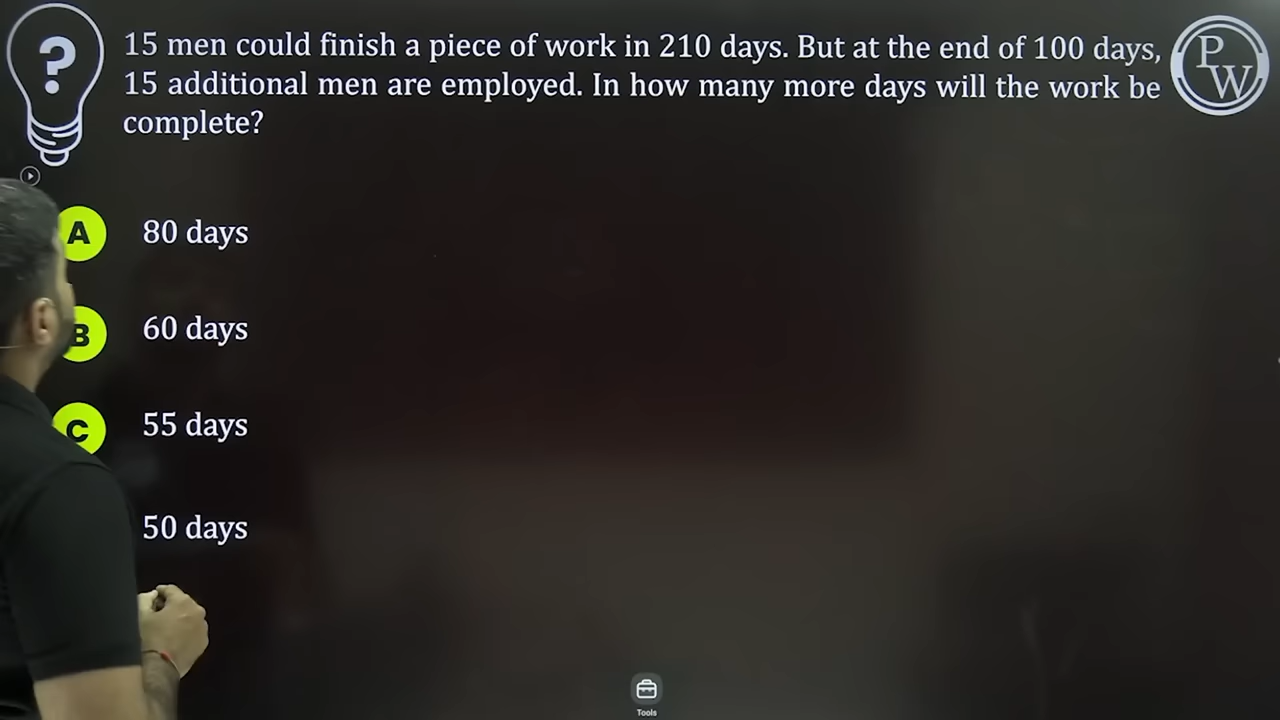 ?
15 men could finish a piece of work in 210 days. But at the end of 100 days,
15 additional men are employed. In how many more days will the work be
complete?
PW
A 80 days
B 60 days
C 55 days
50 days
Tools